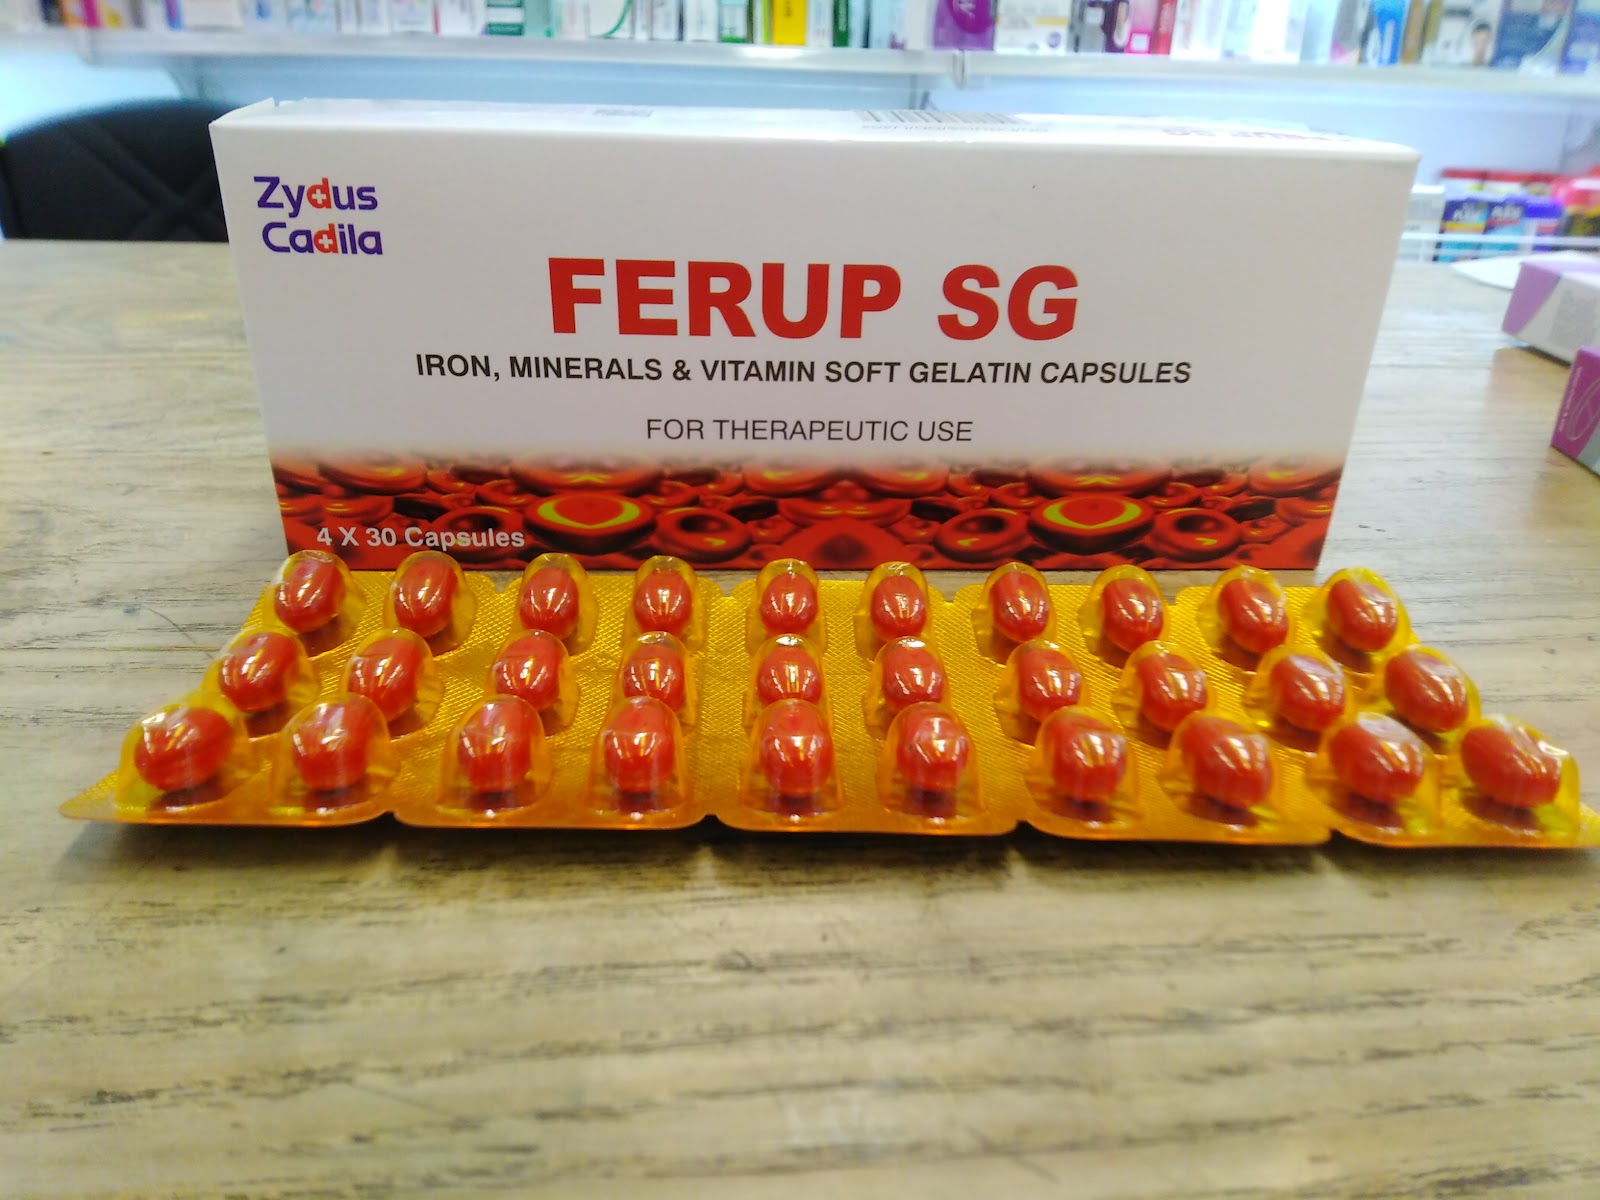 Zydus
Cadila
FERUP SG
IRON, MINERALS & VITAMIN SOFT GELATIN CAPSULES
FOR THERAPEUTIC USE
4 X 30 Capsules